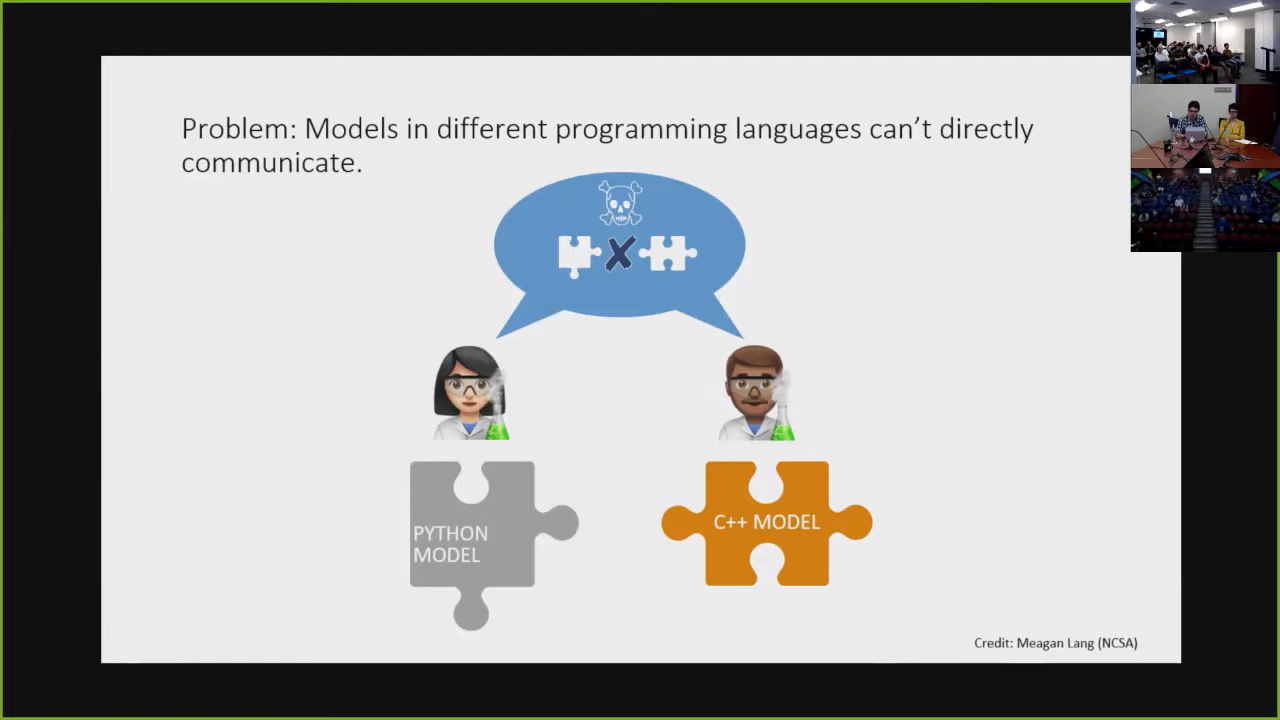 Problem: Models in different programming languages can’t directly
communicate.
PYTHON
MODEL
C++ MODEL
Credit: Meagan Lang (NCSA)